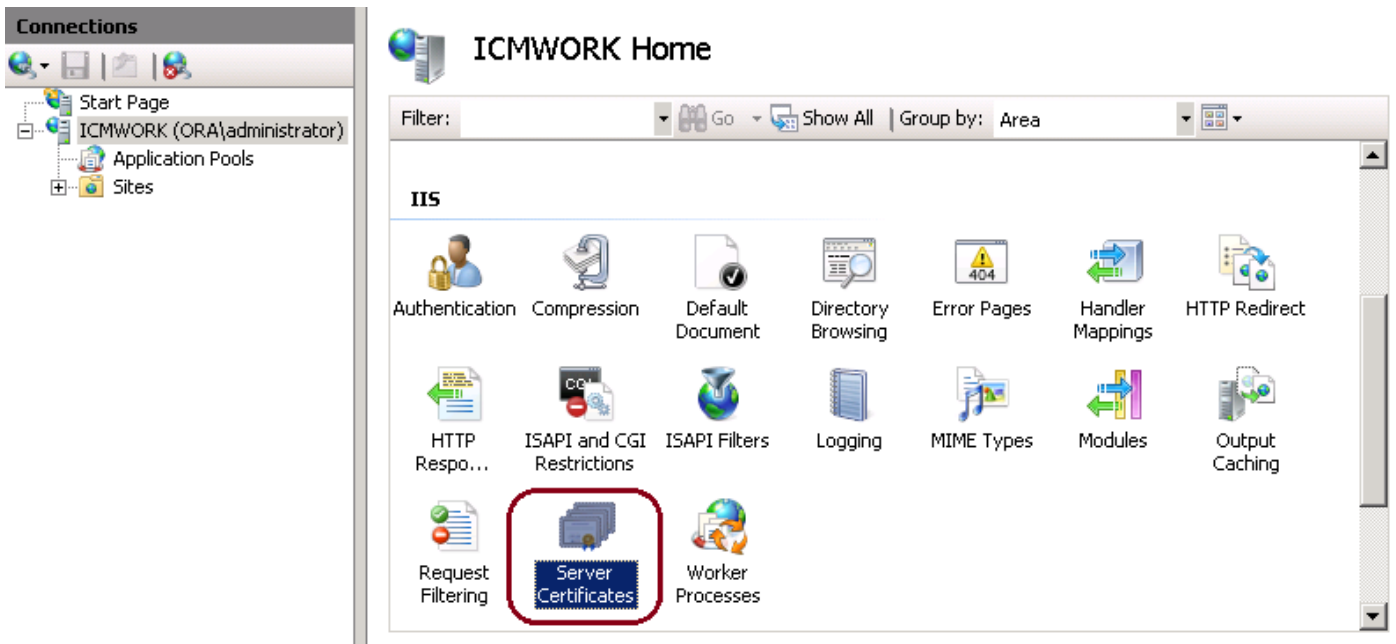 Connections
Start Page
ICMWORK (ORA\administrator)
Application Pools
Sites
ICMWORK Home
Filter: Go Show All Group by: Area
IIS
Authentication Compression Default Document Directory Browsing Error Pages Handler Mappings HTTP Redirect
404
CGI
HTTP Respo... ISAPI and CGI Restrictions ISAPI Filters Logging MIME Types Modules Output Caching
Request Filtering Server Certificates Worker Processes